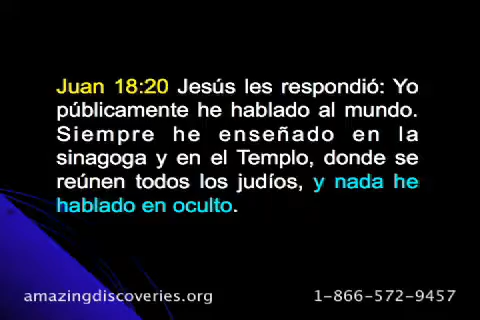 Juan 18:20 Jesús les respondió: Yo
públicamente he hablado al mundo.
Siempre he enseñado en la
sinagoga y en el Templo, donde se
reúnen todos los judíos, y nada he
hablado en oculto.
amazingdiscoveries.org 1-866-572-9457